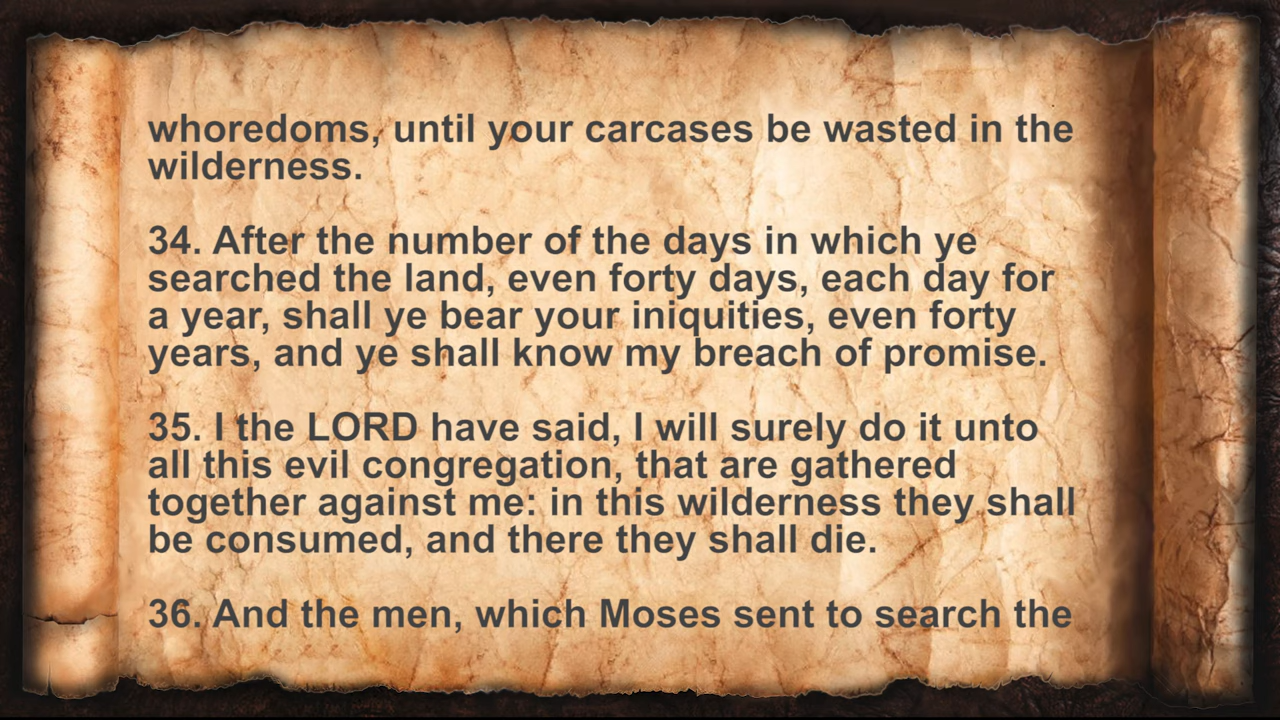 whoredoms, until your carcases be wasted in the
wilderness.
34. After the number of the days in which ye
searched the land, even forty days, each day for
a year, shall ye bear your iniquities, even forty
years, and ye shall know my breach of promise.
35. I the LORD have said, I will surely do it unto
all this evil congregation, that are gathered
together against me: in this wilderness they shall
be consumed, and there they shall die.
36. And the men, which Moses sent to search the